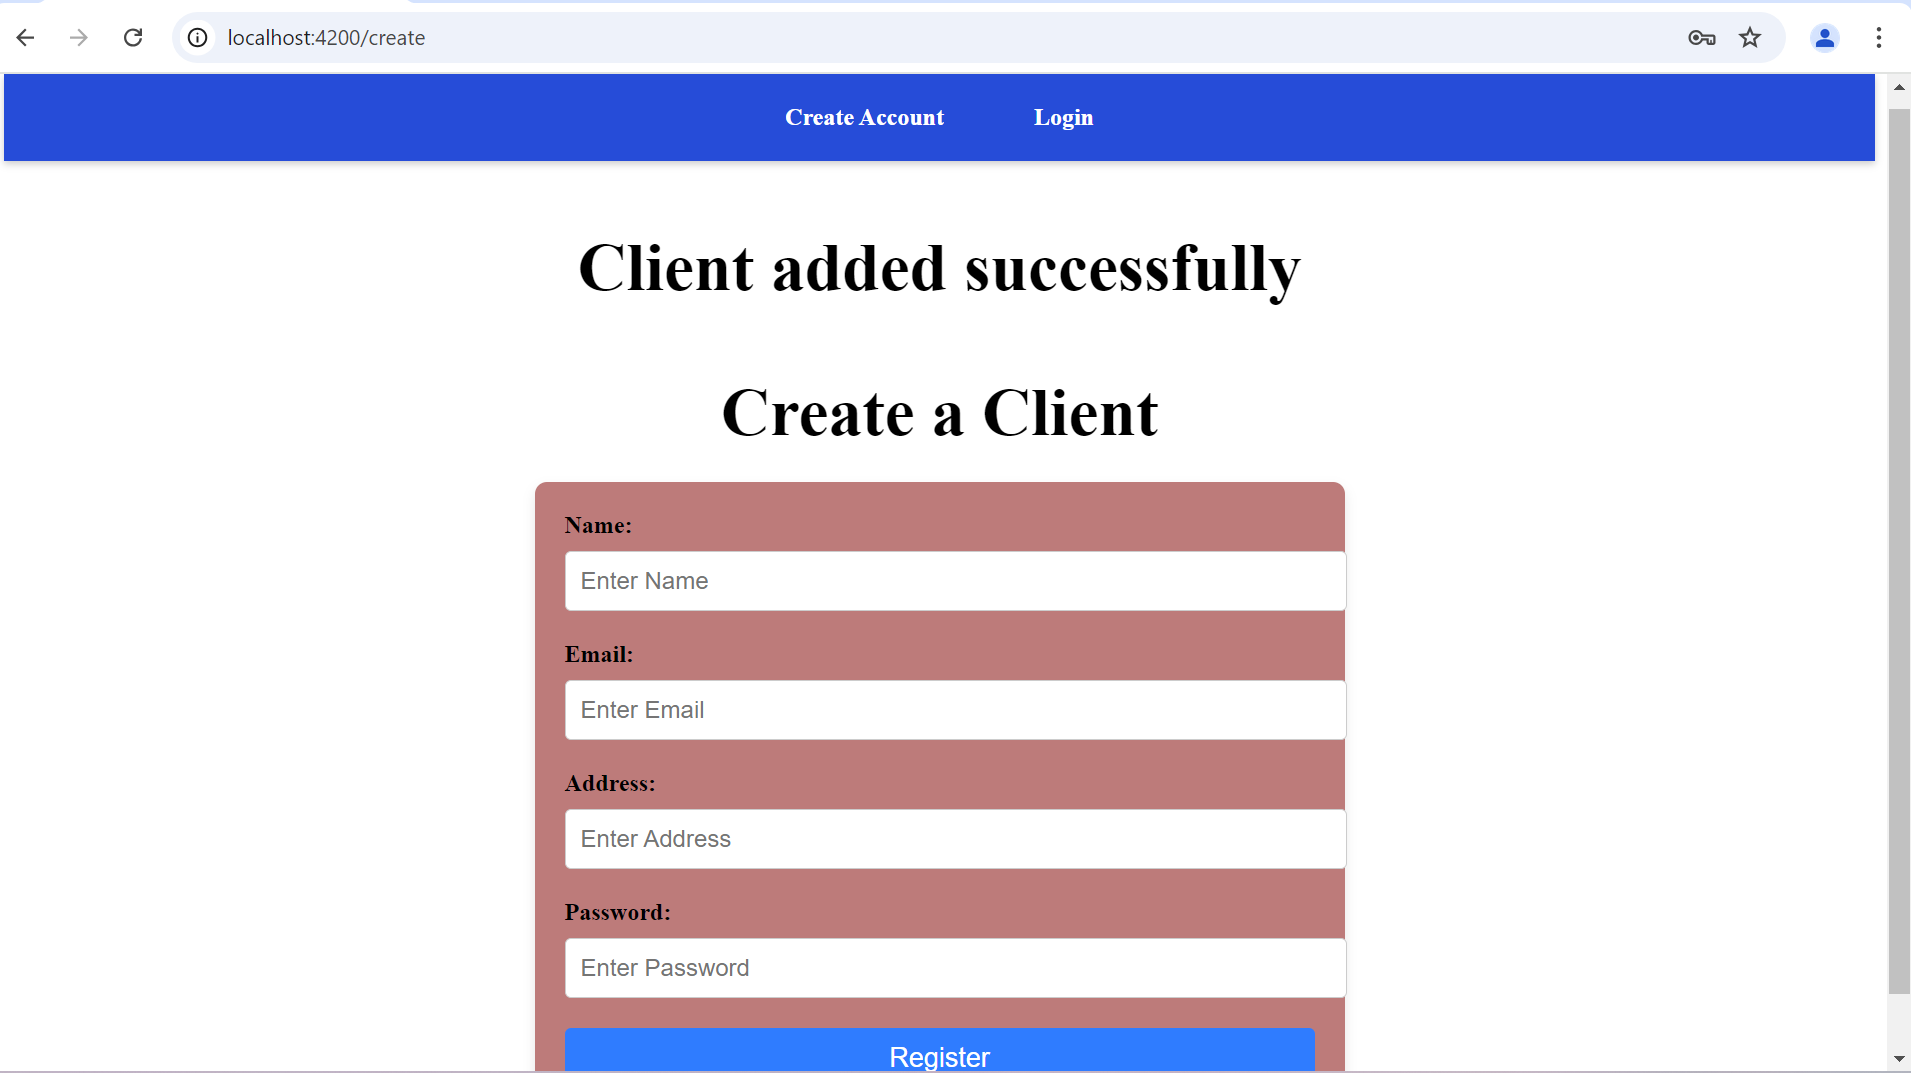 localhost:4200/create
Create Account Login
Client added successfully
Create a Client
Name:
Enter Name
Email:
Enter Email
Address:
Enter Address
Password:
Enter Password
Register